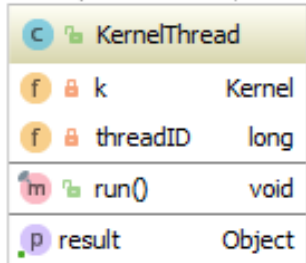 C KernelThread
f k Kernel
f threadID long
m run() void
p result Object